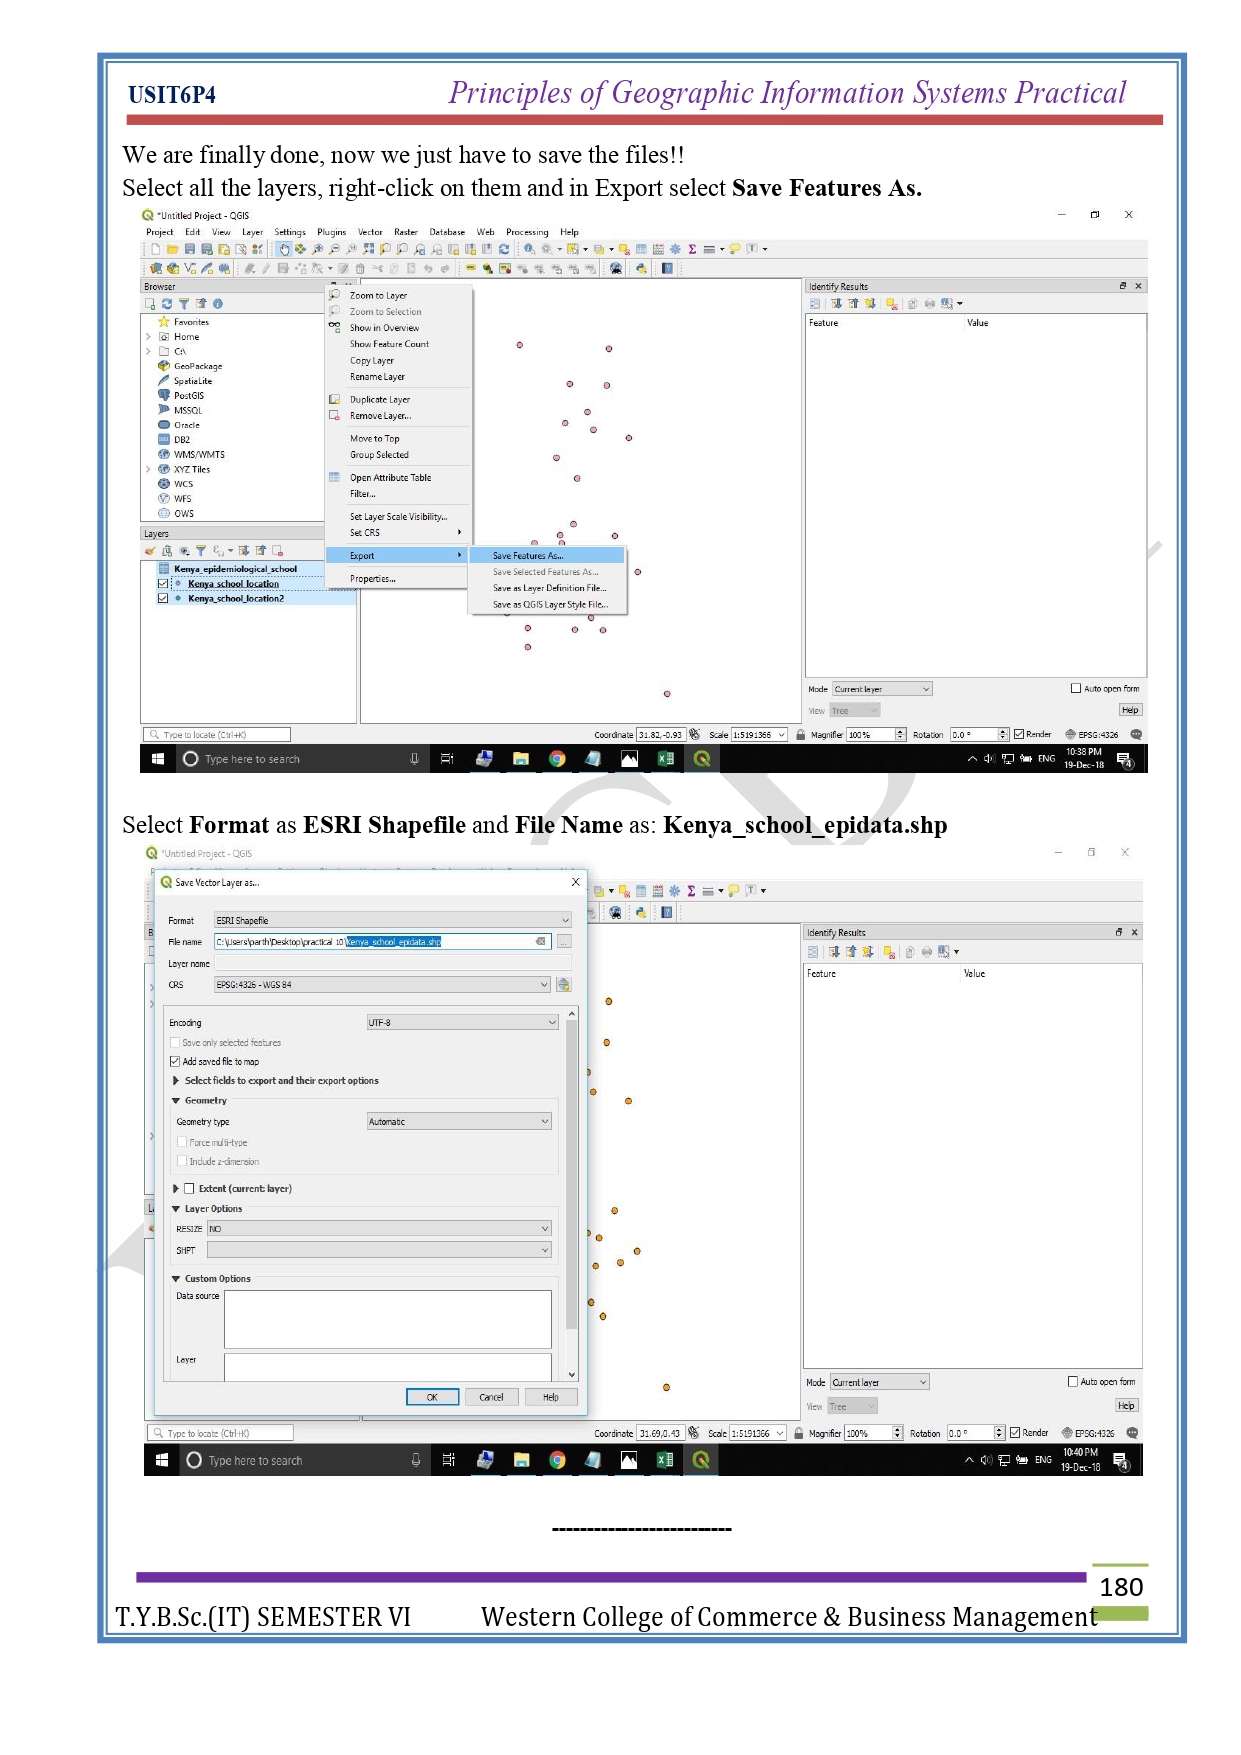 USIT6P4 Principles of Geographic Information Systems Practical
We are finally done, now we just have to save the files!!
Select all the layers, right-click on them and in Export select Save Features As.
*Untitled Project - QGIS
Project Edit View Layer Settings Plugins Vector Raster Database Web Processing Help
Browser
Favorites
Home
C:\
GeoPackage
SpatiaLite
PostGIS
MSSQL
Oracle
DB2
WMS/WMTS
XYZ Tiles
WCS
WFS
OWS
Layers
Kenya_epidemiological_school
Kenya_school_location
Kenya_school_location2
Zoom to Layer
Zoom to Selection
Show in Overview
Show Feature Count
Copy Layer
Rename Layer
Duplicate Layer
Remove Layer...
Move to Top
Group Selected
Open Attribute Table
Filter...
Set Layer Scale Visibility...
Set CRS
Export
Properties...
Save Features As...
Save Selected Features As...
Save as Layer Definition File...
Save as QGIS Layer Style File...
Identify Results
Feature Value
Mode Current layer Auto open form
View Tree Help
Type to locate (Ctrl+K) Coordinate 31.82,-0.93 Scale 1:5191366 Magnifier 100% Rotation 0.0 ° Render EPSG:4326
Type here to search ENG 10:38 PM
19-Dec-18
Select Format as ESRI Shapefile and File Name as: Kenya_school_epidata.shp
*Untitled Project - QGIS
Save Vector Layer as...
Format ESRI Shapefile
File name C:\Users\parth\Desktop\practical 10\Kenya_school_epidata.shp
Layer name
CRS EPSG:4326 - WGS 84
Encoding UTF-8
Save only selected features
Add saved file to map
Select fields to export and their export options
Geometry
Geometry type Automatic
Force multi-type
Include z-dimension
Extent (current: layer)
Layer Options
RESIZE NO
SHPT
Custom Options
Data source
Layer
OK Cancel Help
Identify Results
Feature Value
Mode Current layer Auto open form
View Tree Help
Type to locate (Ctrl+K) Coordinate 31.69,0.43 Scale 1:5191366 Magnifier 100% Rotation 0.0 ° Render EPSG:4326
Type here to search ENG 10:40 PM
19-Dec-18
--------------------------
180
T.Y.B.Sc.(IT) SEMESTER VI Western College of Commerce & Business Management